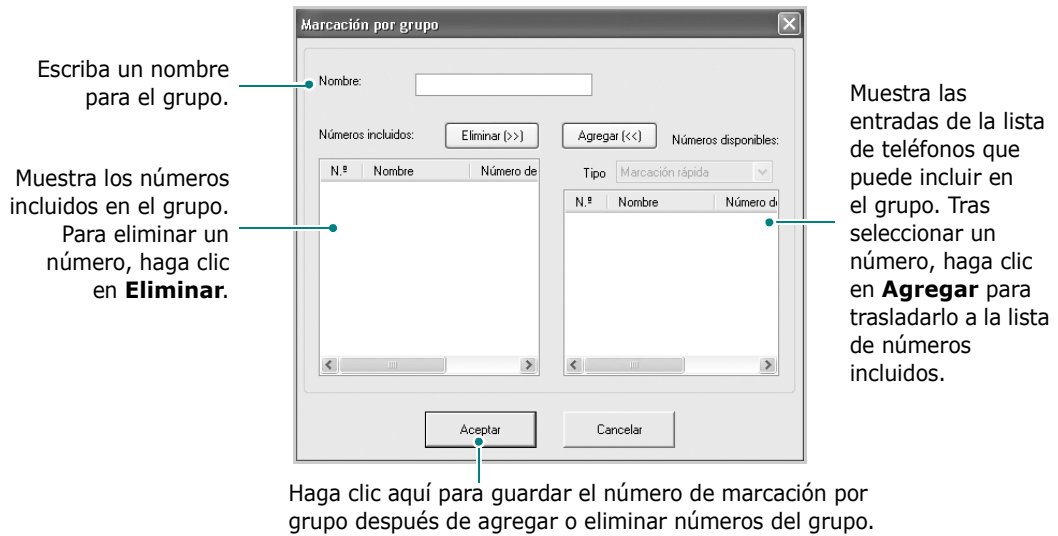 Marcación por grupo
Escriba un nombre
para el grupo.
Nombre:
Números incluidos:
Eliminar (>>)
Agregar (<<)
Números disponibles:
Tipo
Marcación rápida
N.º Nombre Número de
N.º Nombre Número de
Muestra los números
incluidos en el grupo.
Para eliminar un
número, haga clic
en Eliminar.
Muestra las
entradas de la lista
de teléfonos que
puede incluir en
el grupo. Tras
seleccionar un
número, haga clic
en Agregar para
trasladarlo a la lista
de números
incluidos.
Aceptar
Cancelar
Haga clic aquí para guardar el número de marcación por
grupo después de agregar o eliminar números del grupo.